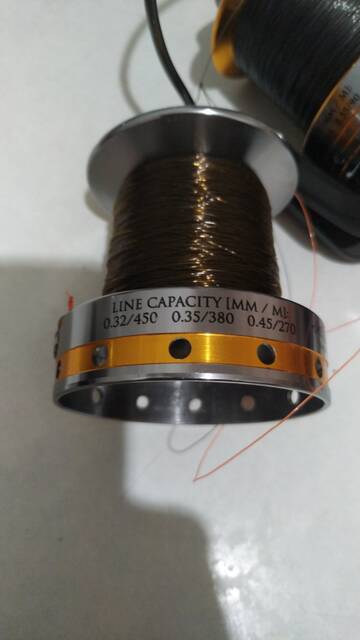 LINE CAPACITY [MM / M]:
0.32/450 0.35/380 0.45/270